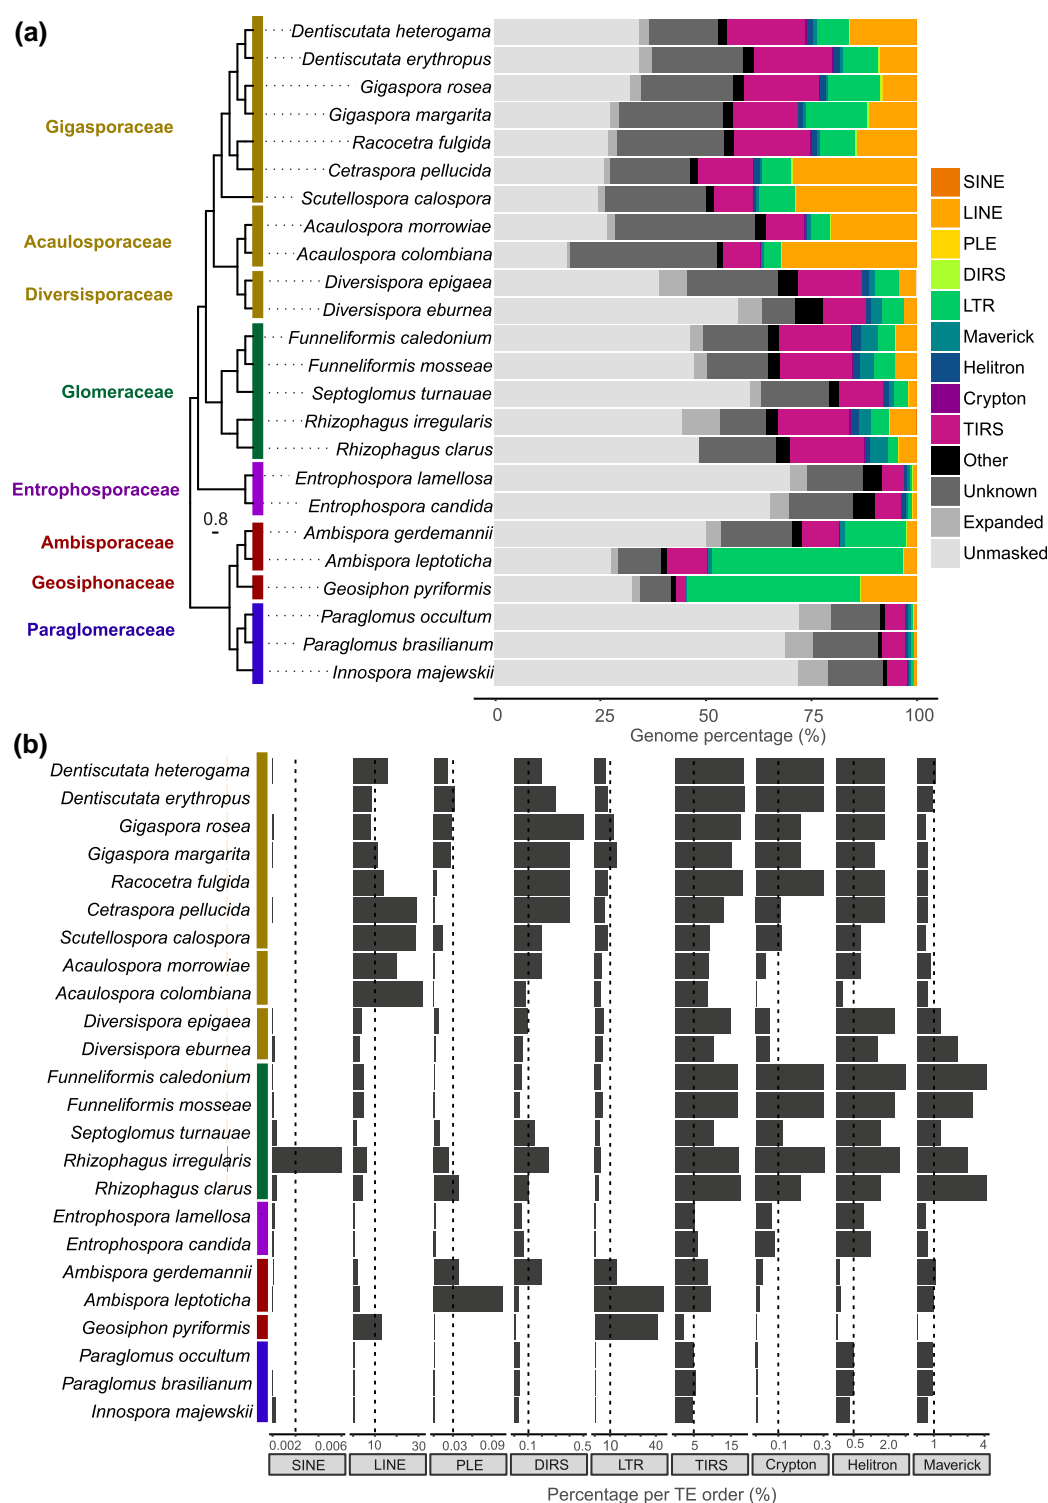 (a)
Dentiscutata heterogama
Dentiscutata erythropus
Gigaspora rosea
Gigaspora margarita
Racocetra fulgida
Cetraspora pellucida
Scutellospora calospora
Acaulospora morrowiae
Acaulospora colombiana
Diversispora epigaea
Diversispora eburnea
Funneliformis caledonium
Funneliformis mosseae
Septoglomus turnauae
Rhizophagus irregularis
Rhizophagus clarus
Entrophospora lamellosa
Entrophospora candida
Ambispora gerdemannii
Ambispora leptoticha
Geosiphon pyriformis
Paraglomus occultum
Paraglomus brasilianum
Innospora majewskii
Gigasporaceae
Acaulosporaceae
Diversisporaceae
Glomeraceae
Entrophosporaceae
0.8
Ambisporaceae
Geosiphonaceae
Paraglomeraceae
SINE
LINE
PLE
DIRS
LTR
Maverick
Helitron
Crypton
TIRS
Other
Unknown
Expanded
Unmasked
0 25 50 75 100
Genome percentage (%)
(b)
Dentiscutata heterogama
Dentiscutata erythropus
Gigaspora rosea
Gigaspora margarita
Racocetra fulgida
Cetraspora pellucida
Scutellospora calospora
Acaulospora morrowiae
Acaulospora colombiana
Diversispora epigaea
Diversispora eburnea
Funneliformis caledonium
Funneliformis mosseae
Septoglomus turnauae
Rhizophagus irregularis
Rhizophagus clarus
Entrophospora lamellosa
Entrophospora candida
Ambispora gerdemannii
Ambispora leptoticha
Geosiphon pyriformis
Paraglomus occultum
Paraglomus brasilianum
Innospora majewskii
0.002 0.006 10 30 0.03 0.09 0.1 0.5 10 40 5 15 0.1 0.3 0.5 2.0 1 4
SINE LINE PLE DIRS LTR TIRS Crypton Helitron Maverick
Percentage per TE order (%)